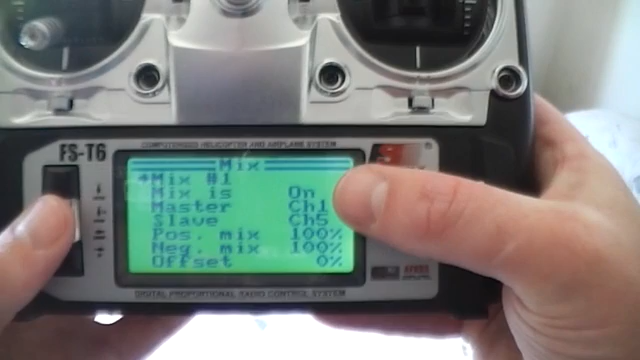 COMPUTERISED HELICOPTER AND AIRPLANE SYSTEM
FS-T6
Mix
Mix #1
Mix is On
Master Ch1
Slave Ch5
Pos. mix 100%
Neg. mix 100%
Offset 0%
DIGITAL PROPORTIONAL RADIO CONTROL SYSTEM